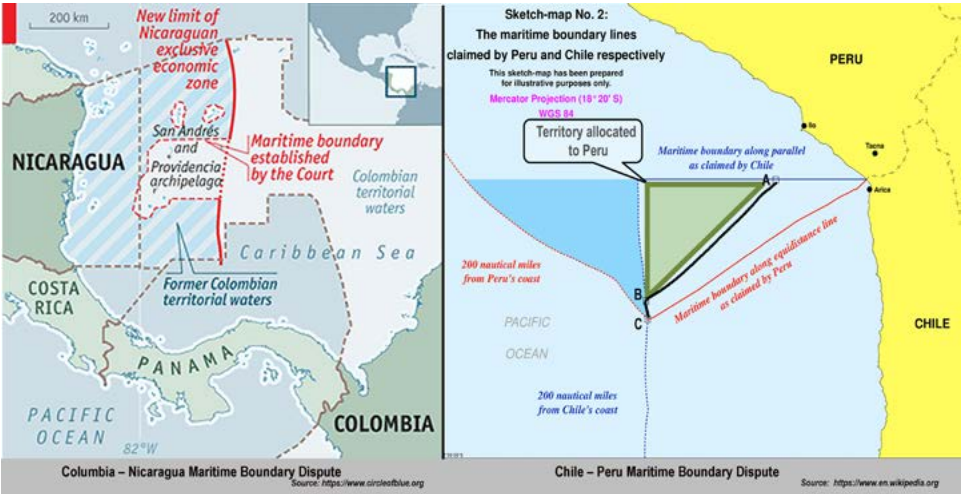 200 km
New limit of
Nicaraguan
exclusive
economic
zone
San Andrés
and
Providencia
archipelago
NICARAGUA
Maritime boundary
established
by the Court
Colombian
territorial
waters
Caribbean Sea
Former Colombian
territorial waters
COSTA
RICA
PANAMA
PACIFIC
OCEAN
82°W
COLOMBIA
Columbia – Nicaragua Maritime Boundary Dispute
Source: https://www.circleofblue.org
Sketch-map No. 2:
The maritime boundary lines
claimed by Peru and Chile respectively
This sketch-map has been prepared
for illustrative purposes only.
Mercator Projection (18° 20' S)
WGS 84
Territory allocated
to Peru
PERU
Ilo
Tacna
Arica
Maritime boundary along parallel
as claimed by Chile
A
B
C
200 nautical miles
from Peru's coast
Maritime boundary along equidistance line
as claimed by Peru
PACIFIC
OCEAN
CHILE
200 nautical miles
from Chile's coast
Chile – Peru Maritime Boundary Dispute
Source: https://www.en.wikipedia.org